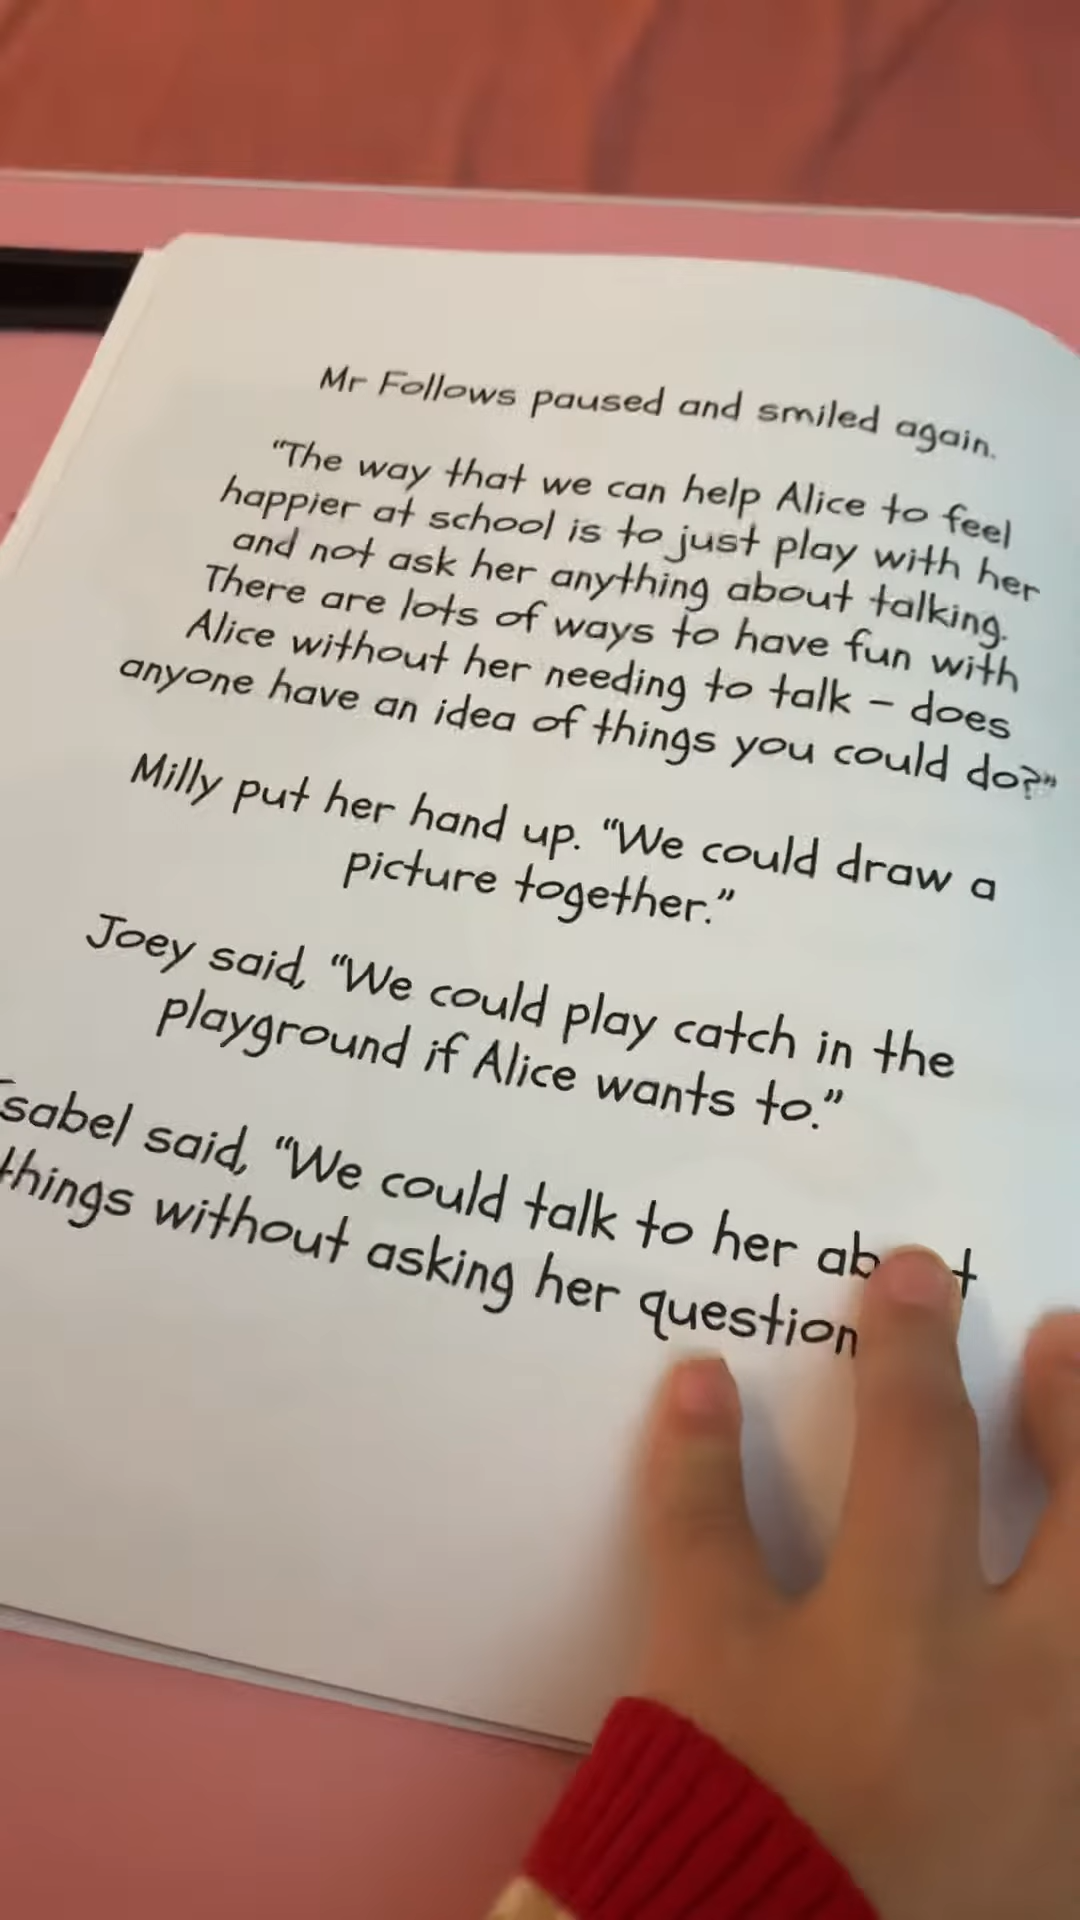 Mr Follows paused and smiled again.
"The way that we can help Alice to feel
happier at school is to just play with her
and not ask her anything about talking.
There are lots of ways to have fun with
Alice without her needing to talk – does
anyone have an idea of things you could do?"
Milly put her hand up. "We could draw a
picture together."
Joey said, "We could play catch in the
playground if Alice wants to."
Isabel said, "We could talk to her about
things without asking her question